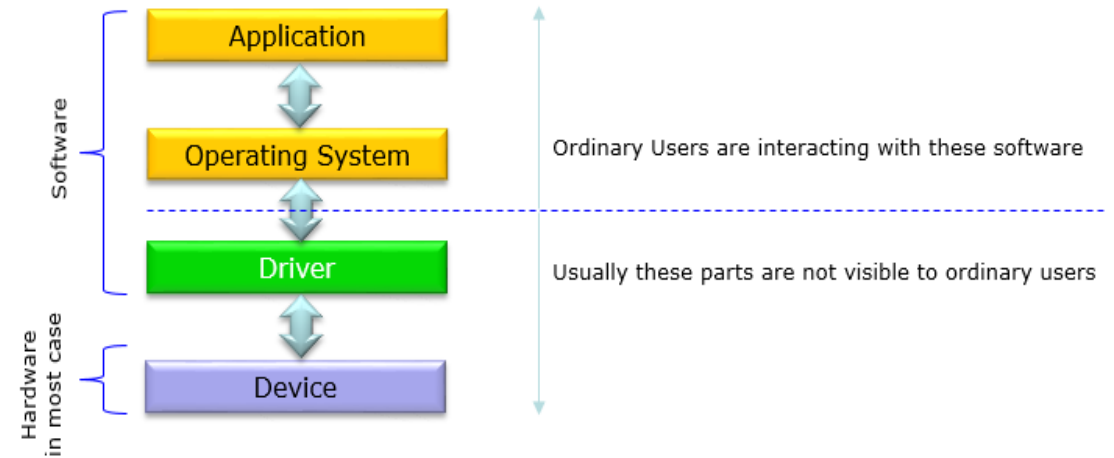 Application
Operating System
Driver
Device
Software
Hardware
in most case
Ordinary Users are interacting with these software
Usually these parts are not visible to ordinary users